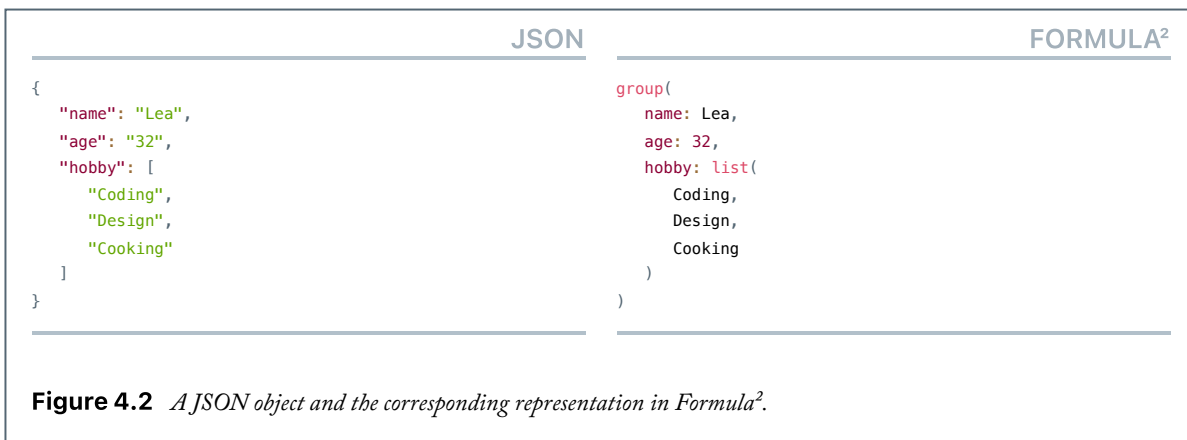 JSON
{
"name": "Lea",
"age": "32",
"hobby": [
"Coding",
"Design",
"Cooking"
]
}
FORMULA²
group(
name: Lea,
age: 32,
hobby: list(
Coding,
Design,
Cooking
)
)
Figure 4.2 A JSON object and the corresponding representation in Formula².